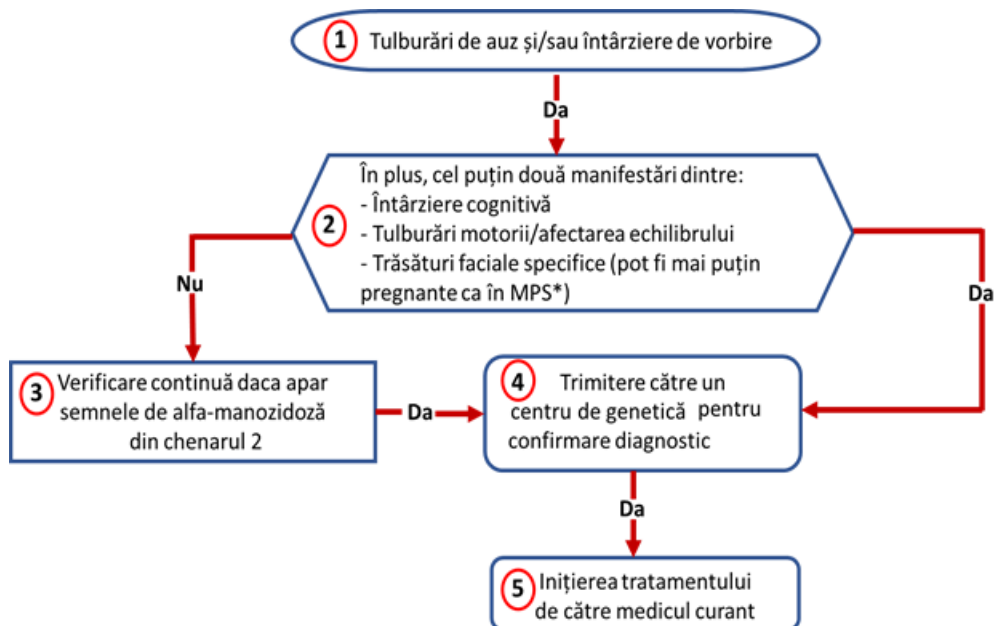 1 Tulburări de auz și/sau întârziere de vorbire
Da
În plus, cel puțin două manifestări dintre:
- Întârziere cognitivă
2 - Tulburări motorii/afectarea echilibrului
- Trăsături faciale specifice (pot fi mai puțin
pregnante ca în MPS*)
Nu
Da
3 Verificare continuă daca apar
semnele de alfa-manozidoză
din chenarul 2
Da
4 Trimitere către un
centru de genetică pentru
confirmare diagnostic
Da
5 Inițierea tratamentului
de către medicul curant